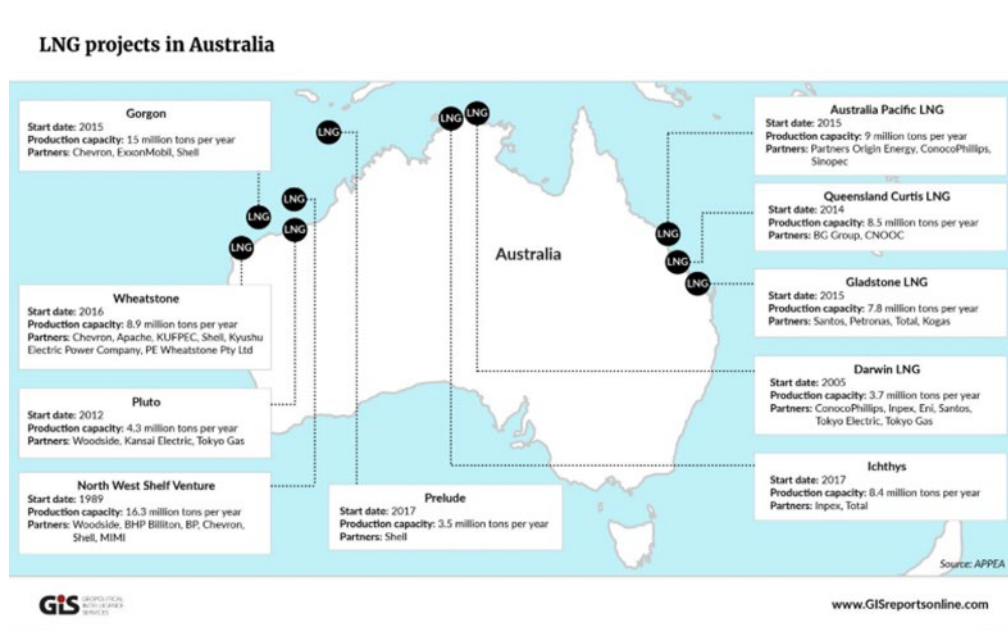 LNG projects in Australia
Gorgon
Start date: 2015
Production capacity: 15 million tons per year
Partners: Chevron, ExxonMobil, Shell
Wheatstone
Start date: 2016
Production capacity: 8.9 million tons per year
Partners: Chevron, Apache, KUFPEC, Shell, Kyushu
Electric Power Company, PE Wheatstone Pty Ltd
Pluto
Start date: 2012
Production capacity: 4.3 million tons per year
Partners: Woodside, Kansai Electric, Tokyo Gas
North West Shelf Venture
Start date: 1989
Production capacity: 16.3 million tons per year
Partners: Woodside, BHP Billiton, BP, Chevron,
Shell, MIMI
LNG
LNG
LNG
LNG
LNG
LNG
LNG
Australia
LNG
LNG
LNG
Prelude
Start date: 2017
Production capacity: 3.5 million tons per year
Partners: Shell
Australia Pacific LNG
Start date: 2015
Production capacity: 9 million tons per year
Partners: Partners Origin Energy, ConocoPhillips,
Sinopec
Queensland Curtis LNG
Start date: 2014
Production capacity: 8.5 million tons per year
Partners: BG Group, CNOOC
Gladstone LNG
Start date: 2015
Production capacity: 7.8 million tons per year
Partners: Santos, Petronas, Total, Kogas
Darwin LNG
Start date: 2005
Production capacity: 3.7 million tons per year
Partners: ConocoPhillips, Inpex, Eni, Santos,
Tokyo Electric, Tokyo Gas
Ichthys
Start date: 2017
Production capacity: 8.4 million tons per year
Partners: Inpex, Total
Source: APPEA
GIS
GEOPOLITICAL
INTELLIGENCE
SERVICES
www.GISreportsonline.com